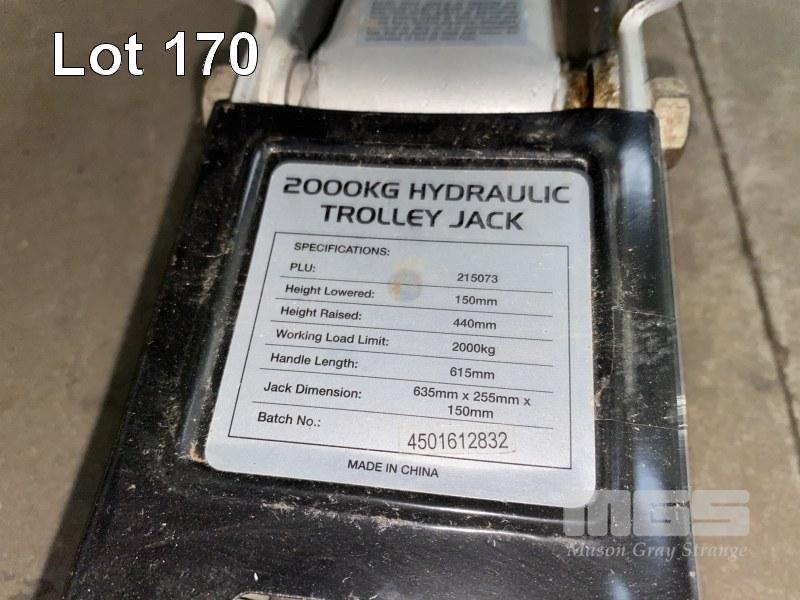 Lot 170
2000KG HYDRAULIC
TROLLEY JACK
SPECIFICATIONS:
PLU: 215073
Height Lowered: 150mm
Height Raised: 440mm
Working Load Limit: 2000kg
Handle Length: 615mm
Jack Dimension: 635mm x 255mm x
150mm
Batch No.: 4501612832
MADE IN CHINA
MGS
Mason Gray Strange